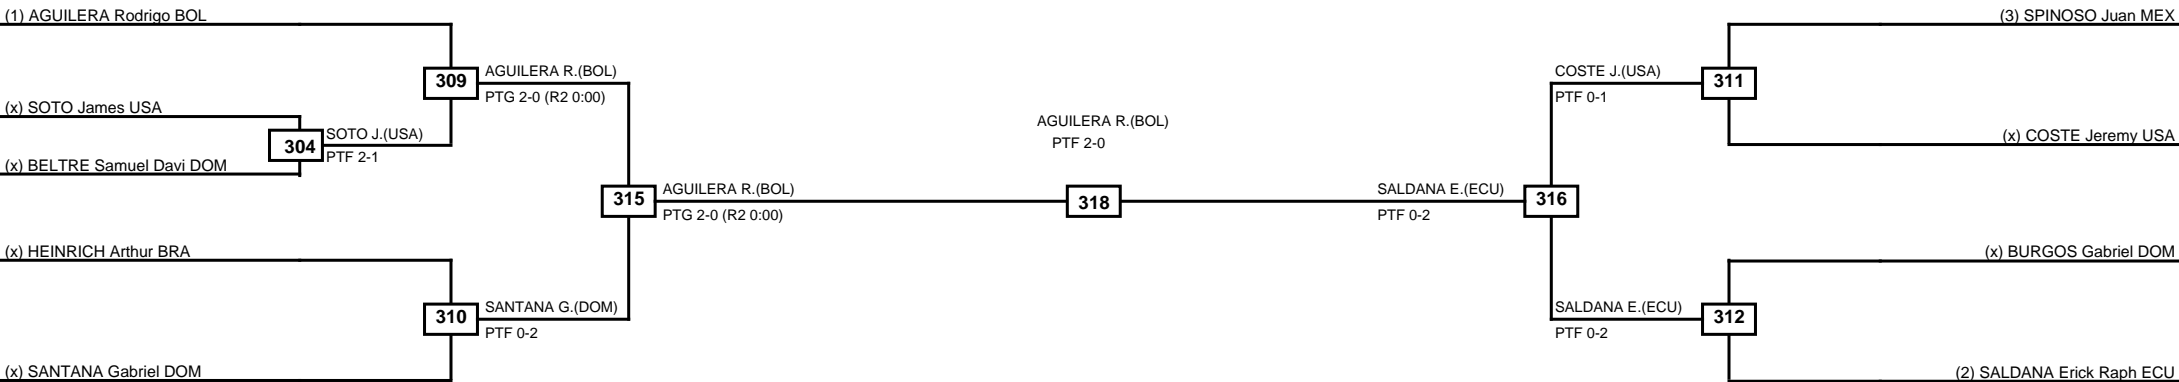 (1) AGUILERA Rodrigo BOL
(3) SPINOSO Juan MEX
309
AGUILERA R.(BOL)
PTG 2-0 (R2 0:00)
COSTE J.(USA)
PTF 0-1
311
(x) SOTO James USA
304
SOTO J.(USA)
PTF 2-1
(x) BELTRE Samuel Davi DOM
AGUILERA R.(BOL)
PTF 2-0
(x) COSTE Jeremy USA
315
AGUILERA R.(BOL)
PTG 2-0 (R2 0:00)
318
SALDANA E.(ECU)
PTF 0-2
316
(x) HEINRICH Arthur BRA
(x) BURGOS Gabriel DOM
310
SANTANA G.(DOM)
PTF 0-2
SALDANA E.(ECU)
PTF 0-2
312
(x) SANTANA Gabriel DOM
(2) SALDANA Erick Raph ECU